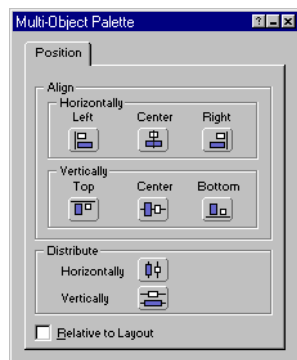 Multi-Object Palette
Position
Align
Horizontally
Left Center Right
Vertically
Top Center Bottom
Distribute
Horizontally
Vertically
Relative to Layout